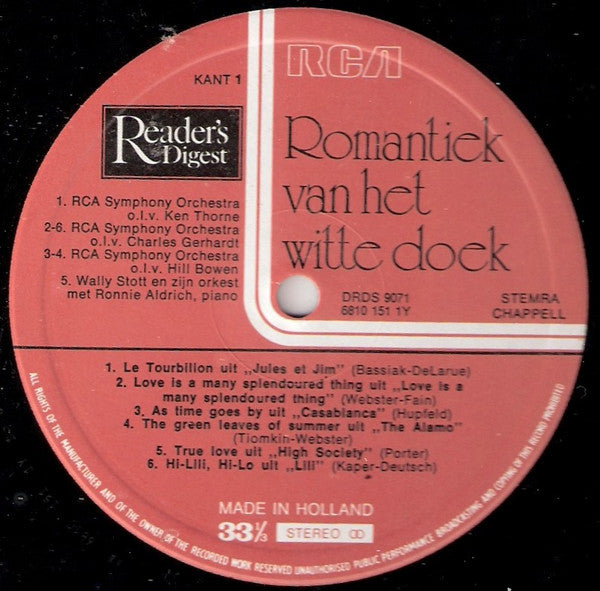 RCA
KANT 1
Reader's
Digest
Romantiek
van het
witte doek
1. RCA Symphony Orchestra
o.l.v. Ken Thorne
2-6. RCA Symphony Orchestra
o.l.v. Charles Gerhardt
3-4. RCA Symphony Orchestra
o.l.v. Hill Bowen
5. Wally Stott en zijn orkest
met Ronnie Aldrich, piano
DRDS 9071
6810 151 1Y
STEMRA
CHAPPELL
1. Le Tourbillon uit „Jules et Jim” (Bassiak-DeLarue)
2. Love is a many splendoured thing uit „Love is a
many splendoured thing” (Webster-Fain)
3. As time goes by uit „Casablanca” (Hupfeld)
4. The green leaves of summer uit „The Alamo”
(Tiomkin-Webster)
5. True love uit „High Society” (Porter)
6. Hi-Lili, Hi-Lo uit „Lili” (Kaper-Deutsch)
MADE IN HOLLAND
33⅓ STEREO
ALL RIGHTS OF THE MANUFACTURER AND OF THE OWNER OF THE RECORDED WORK RESERVED UNAUTHORISED PUBLIC PERFORMANCE BROADCASTING AND COPYING OF THIS RECORD PROHIBITED